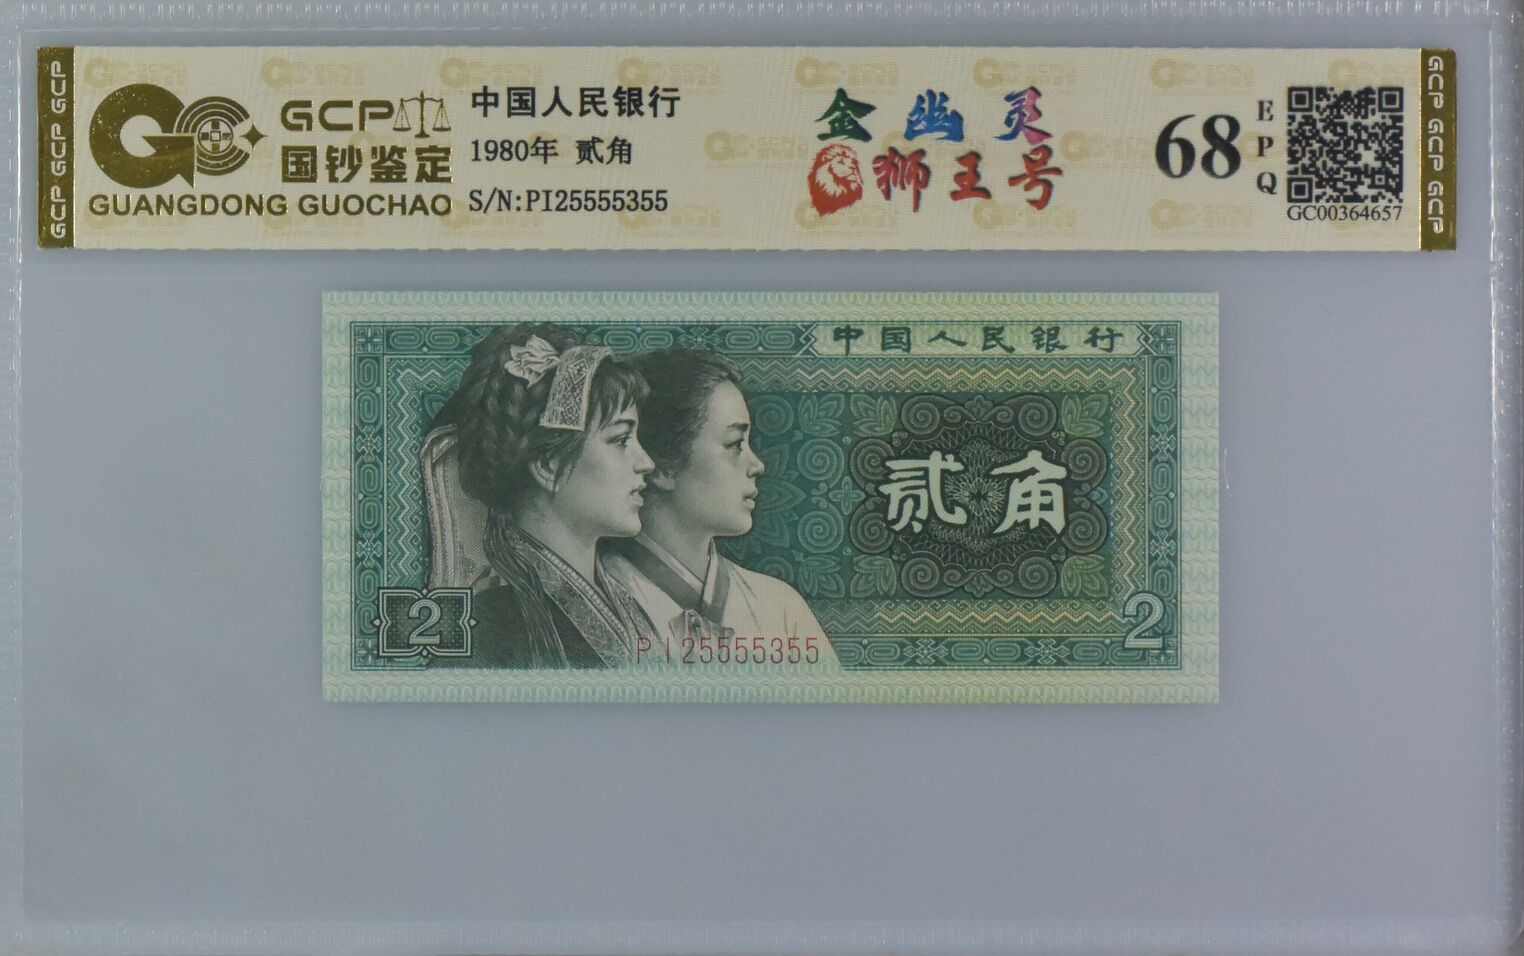 GCP GCP GCP
GCP
国钞鉴定
GUANGDONG GUOCHAO
中国人民银行
1980年 贰角
S/N:PI25555355
金幽灵
狮王号
68
EPQ
GC00364657
GCP GCP GCP
中国人民银行
贰角
2
2
PI25555355